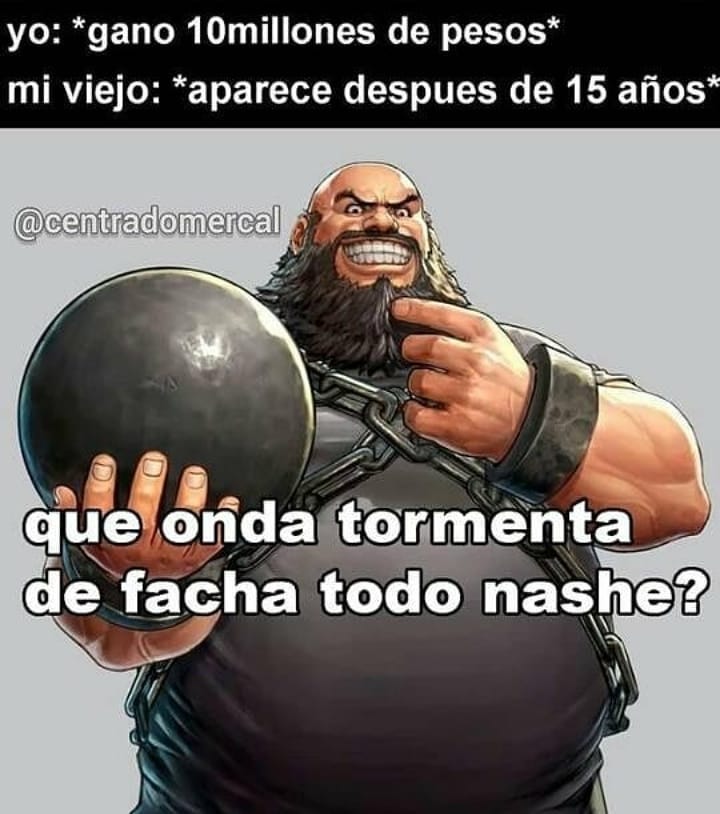 yo: *gano 10millones de pesos*
mi viejo: *aparece despues de 15 años*
@centradomercal
que onda tormenta
de facha todo nashe?